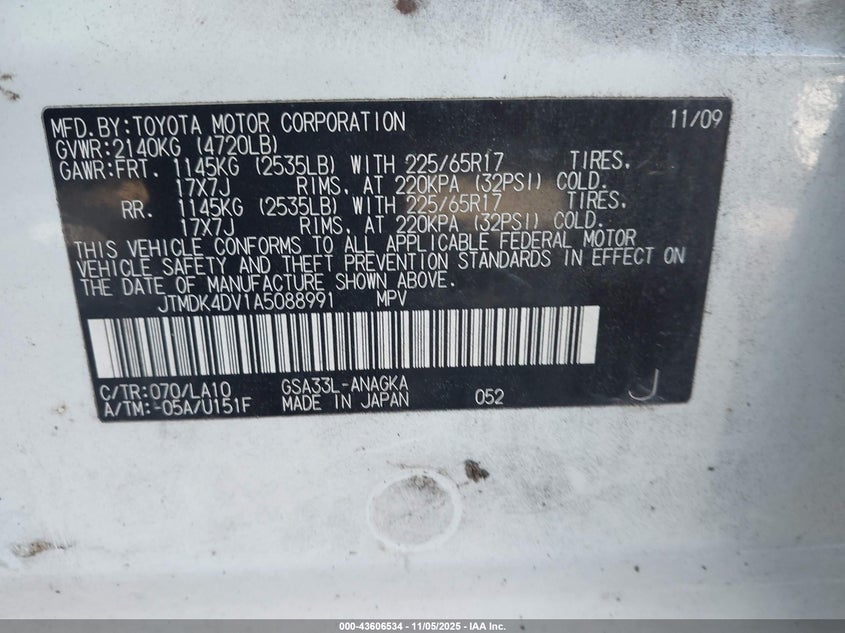 MFD.BY:TOYOTA MOTOR CORPORATION 11/09
GVWR:2140KG (4720LB)
GAWR:FRT. 1145KG (2535LB) WITH 225/65R17 TIRES.
17X7J RIMS, AT 220KPA (32PSI) COLD.
RR. 1145KG (2535LB) WITH 225/65R17 TIRES.
17X7J RIMS, AT 220KPA (32PSI) COLD.
THIS VEHICLE CONFORMS TO ALL APPLICABLE FEDERAL MOTOR
VEHICLE SAFETY AND THEFT PREVENTION STANDARDS IN EFFECT ON
THE DATE OF MANUFACTURE SHOWN ABOVE.
JTMDK4DV1A5088991 MPV
C/TR:070/LA10 GSA33L-ANAGKA
A/TM:-05A/U151F MADE IN JAPAN 052
J
000-43606534 - 11/05/2025 - IAA Inc.